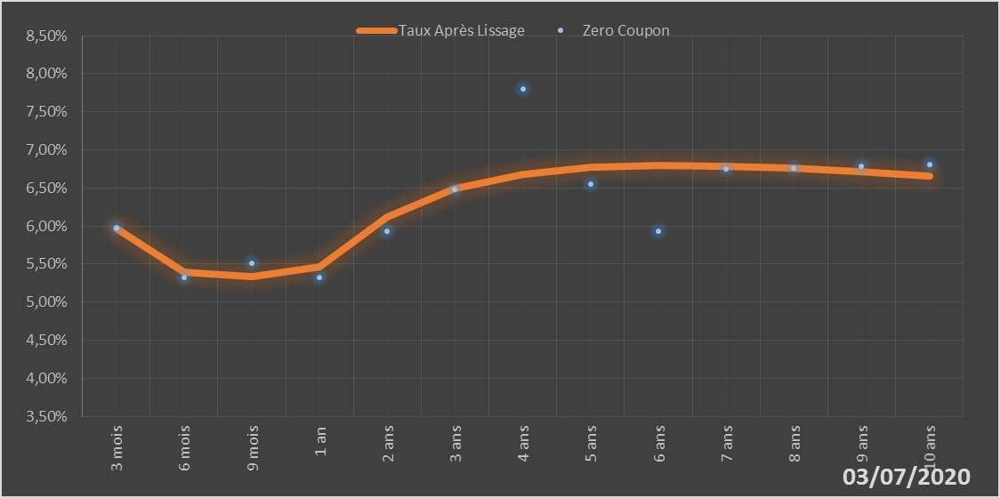 Taux Après Lissage
Zero Coupon
8,50%
8,00%
7,50%
7,00%
6,50%
6,00%
5,50%
5,00%
4,50%
4,00%
3,50%
3 mois
6 mois
9 mois
1 an
2 ans
3 ans
4 ans
5 ans
6 ans
7 ans
8 ans
9 ans
10 ans
03/07/2020